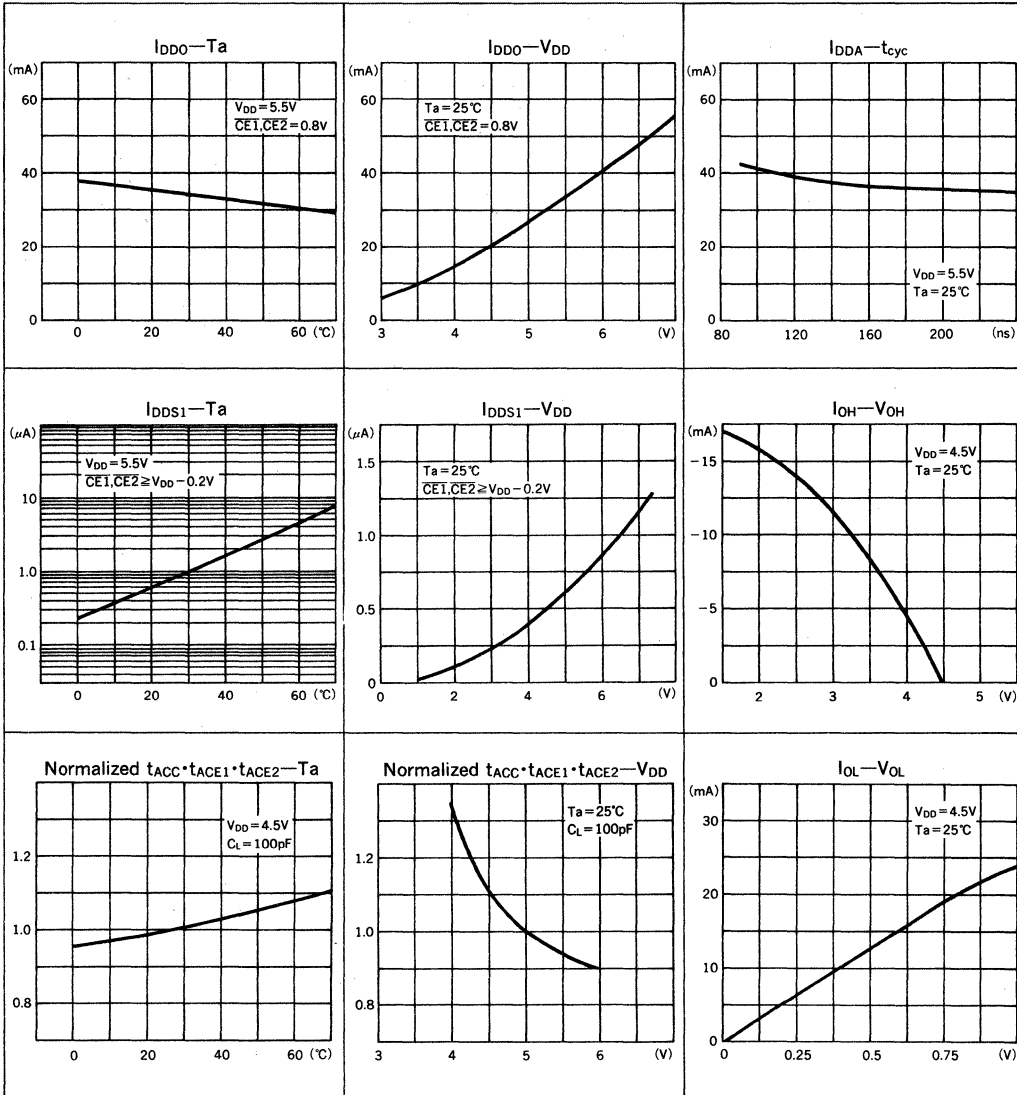 IDDO—Ta
(mA)
60
40
20
0
VDD=5.5V
CE1,CE2=0.8V
0 20 40 60 (℃)
IDDO—VDD
(mA)
60
40
20
0
Ta=25℃
CE1,CE2=0.8V
3 4 5 6 (V)
IDDA—tcyc
(mA)
60
40
20
0
VDD=5.5V
Ta=25℃
80 120 160 200 (ns)
IDDS1—Ta
(μA)
10
1.0
0.1
VDD=5.5V
CE1,CE2≧VDD−0.2V
0 20 40 60 (℃)
IDDS1—VDD
(μA)
1.5
1.0
0.5
0
Ta=25℃
CE1,CE2≧VDD−0.2V
0 2 4 6 (V)
IOH—VOH
(mA)
−15
−10
−5
0
VDD=4.5V
Ta=25℃
2 3 4 5 (V)
Normalized tACC・tACE1・tACE2—Ta
1.2
1.0
0.8
VDD=4.5V
CL=100pF
0 20 40 60 (℃)
Normalized tACC・tACE1・tACE2—VDD
1.2
1.0
0.8
Ta=25℃
CL=100pF
3 4 5 6 (V)
IOL—VOL
(mA)
30
20
10
0
VDD=4.5V
Ta=25℃
0 0.25 0.5 0.75 (V)